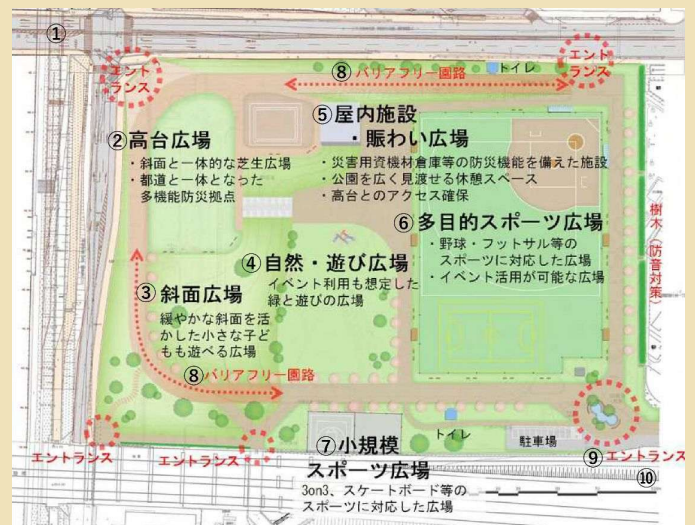 ①
エント
ランス
⑧ バリアフリー園路
トイレ
エント
ランス
②高台広場
・斜面と一体的な芝生広場
・都道と一体となった
多機能防災拠点
⑤屋内施設
・賑わい広場
・災害用資機材倉庫等の防災機能を備えた施設
・公園を広く見渡せる休憩スペース
・高台とのアクセス確保
⑥多目的スポーツ広場
・野球・フットサル等の
スポーツに対応した広場
・イベント活用が可能な広場
樹木(防音対策)
④自然・遊び広場
イベント利用も想定した
緑と遊びの広場
③斜面広場
緩やかな斜面を活
かした小さな子ど
もも遊べる広場
⑧バリアフリー園路
エントランス
エントランス
⑦小規模
スポーツ広場
3on3、スケートボード等の
スポーツに対応した広場
トイレ
駐車場
⑨エントランス
⑩